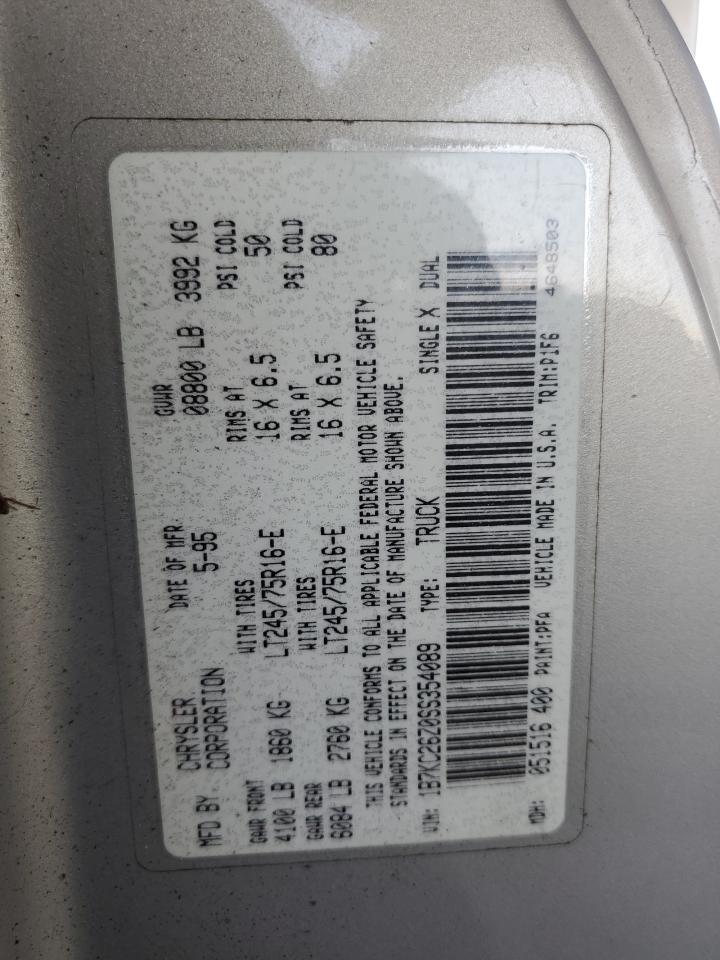 MFD BY CHRYSLER CORPORATION
DATE OF MFR 5-95
GVWR 08800 LB 3992 KG
GAWR FRONT WITH TIRES RIMS AT PSI COLD
4100 LB 1860 KG LT245/75R16-E 16 X 6.5 50
GAWR REAR WITH TIRES RIMS AT PSI COLD
6084 LB 2760 KG LT245/75R16-E 16 X 6.5 80
THIS VEHICLE CONFORMS TO ALL APPLICABLE FEDERAL MOTOR VEHICLE SAFETY
STANDARDS IN EFFECT ON THE DATE OF MANUFACTURE SHOWN ABOVE.
VIN: 1B7KC26Z0SS354089 TYPE: TRUCK SINGLE X DUAL
MDH: 051516 400 PAINT:PFA VEHICLE MADE IN U.S.A. TRIM:P1F6
4648503